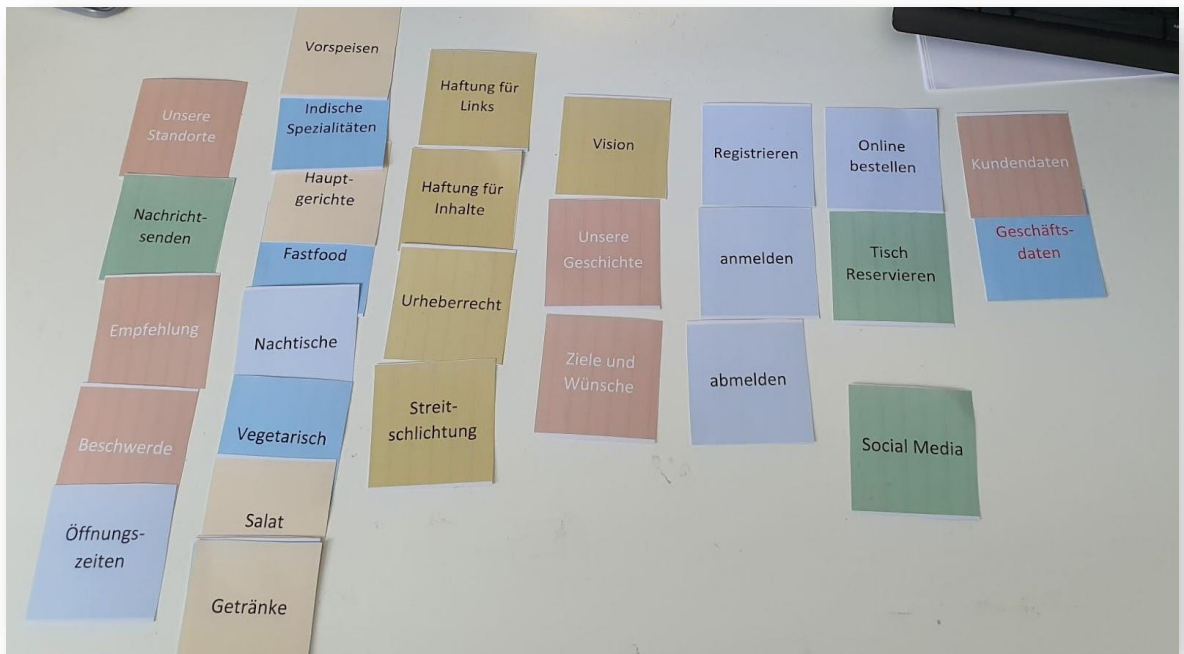 Unsere
Standorte
Nachricht-
senden
Empfehlung
Beschwerde
Öffnungs-
zeiten
Vorspeisen
Indische
Spezialitäten
Haupt-
gerichte
Fastfood
Nachtische
Vegetarisch
Salat
Getränke
Haftung für
Links
Haftung für
Inhalte
Urheberrecht
Streit-
schlichtung
Vision
Unsere
Geschichte
Ziele und
Wünsche
Registrieren
anmelden
abmelden
Online
bestellen
Tisch
Reservieren
Social Media
Kundendaten
Geschäfts-
daten